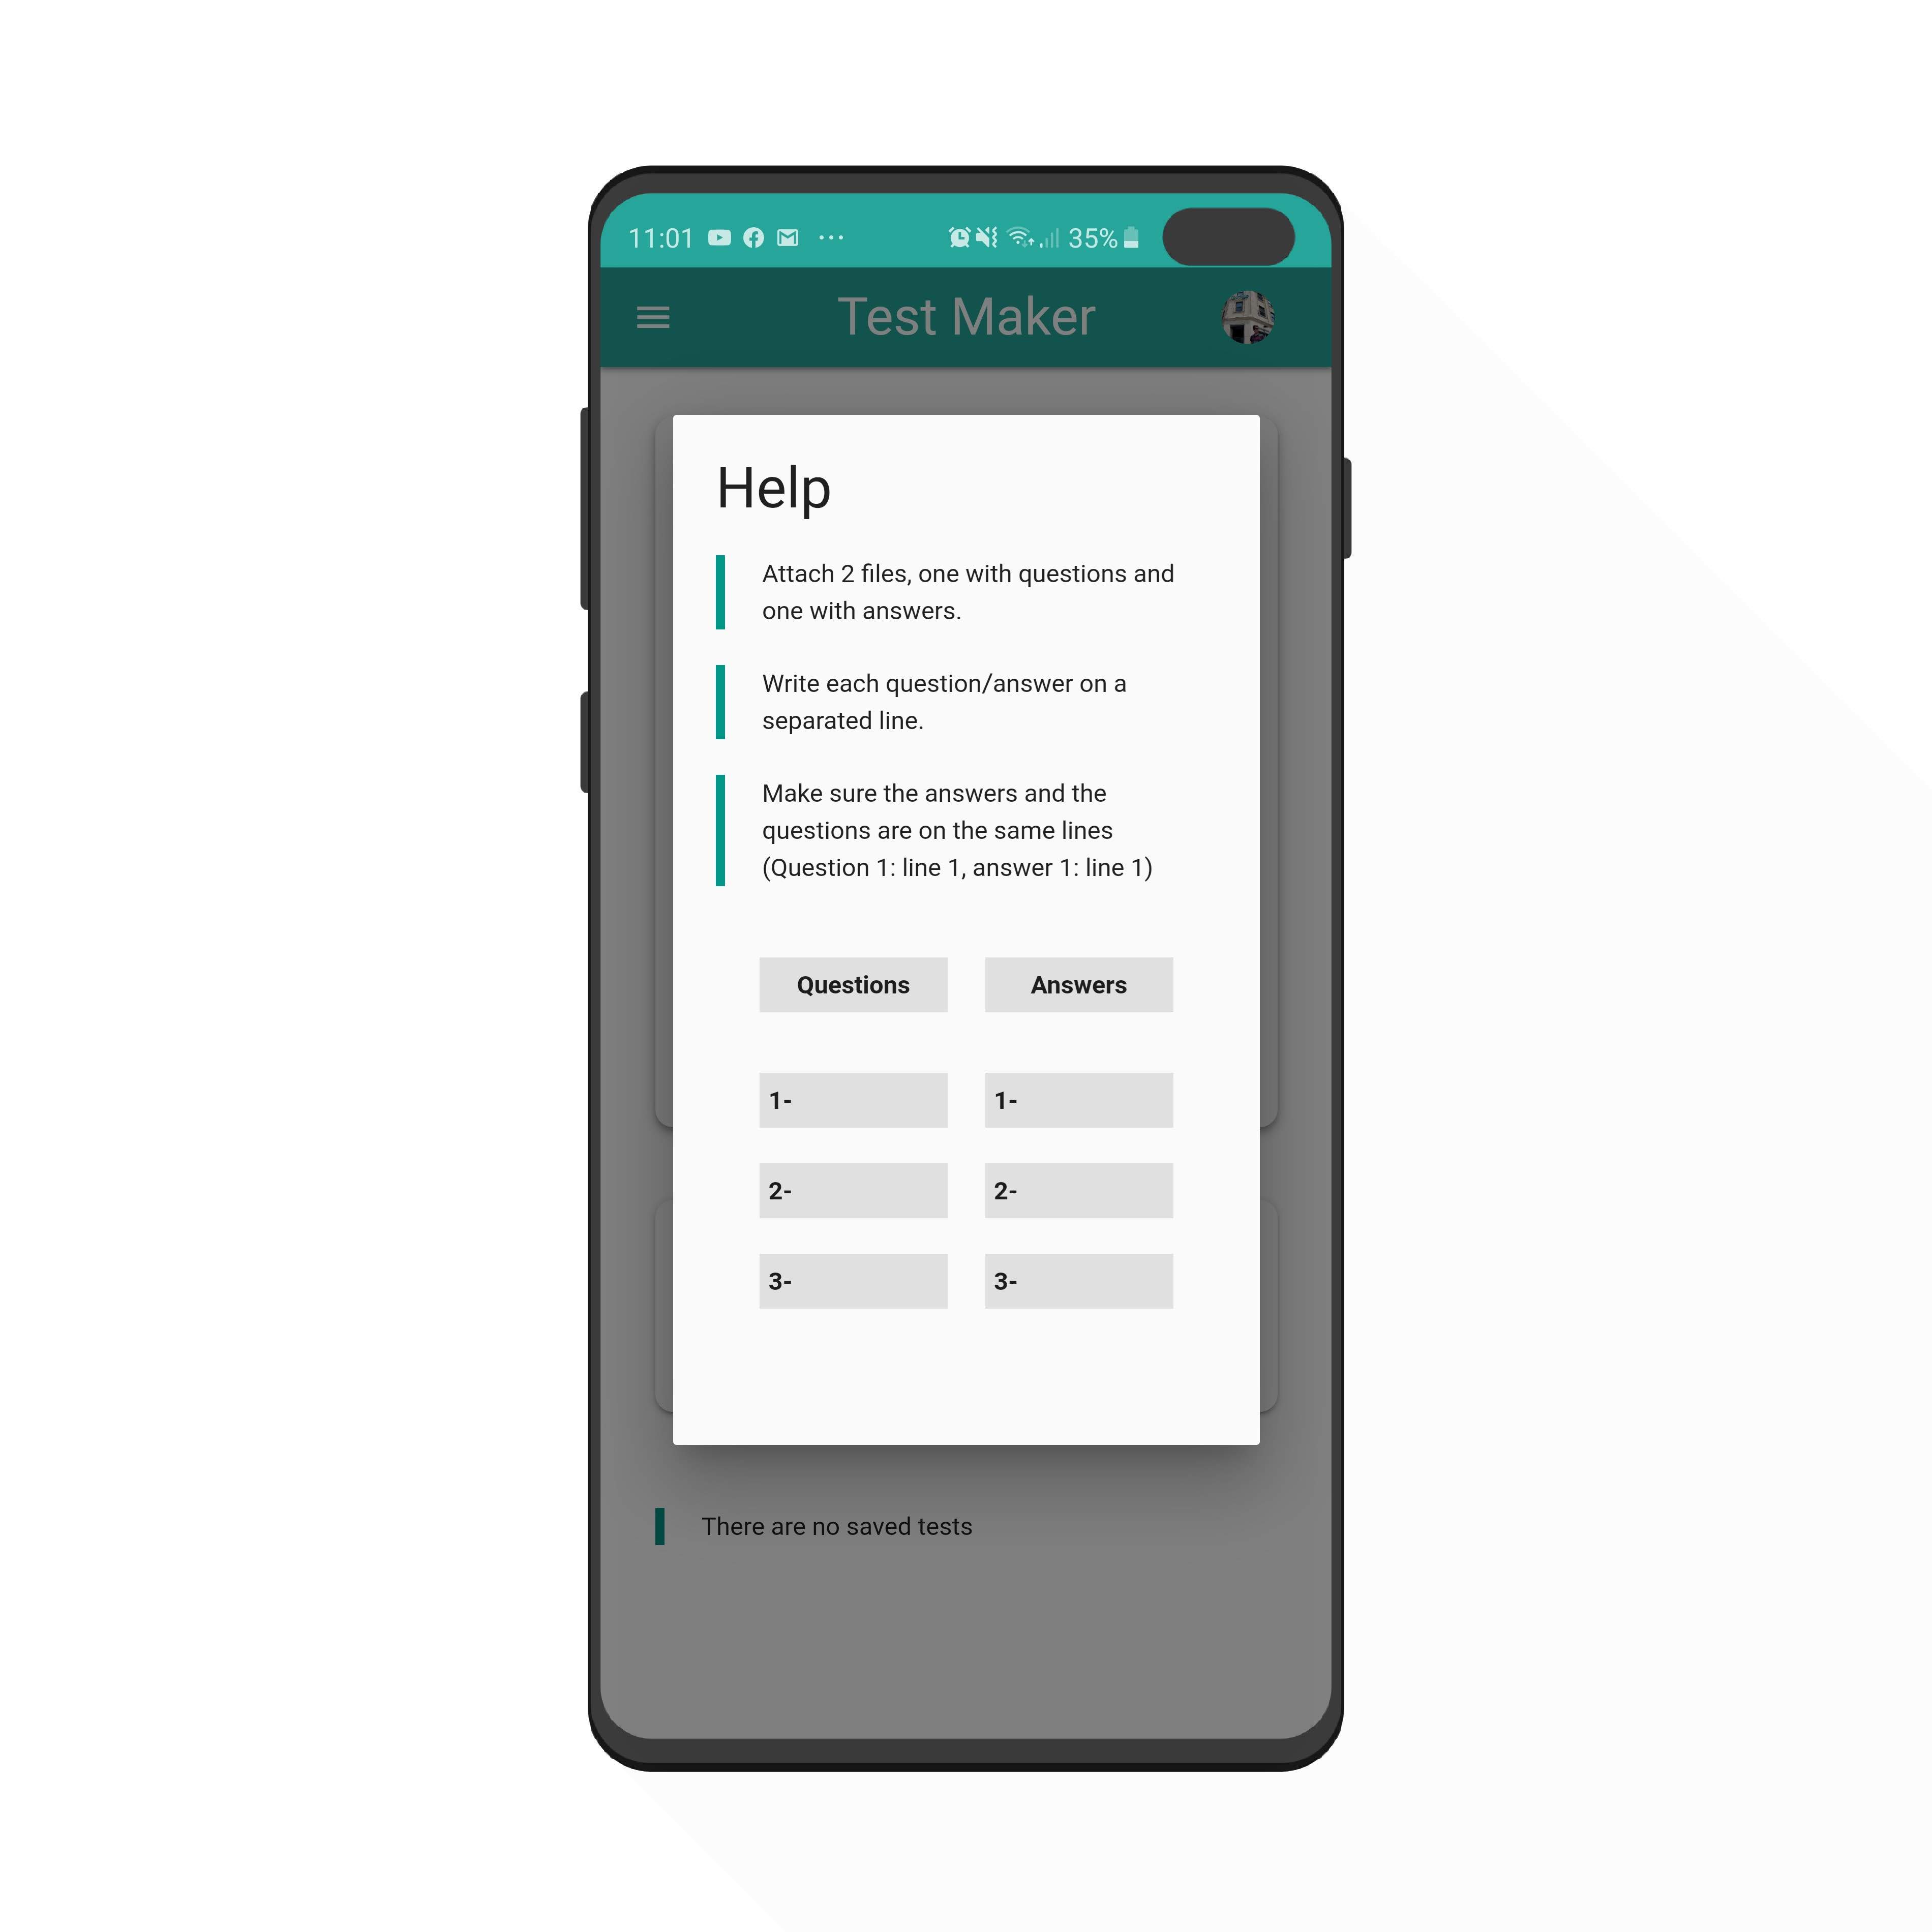 11:01 35%
Test Maker
Help
Attach 2 files, one with questions and
one with answers.
Write each question/answer on a
separated line.
Make sure the answers and the
questions are on the same lines
(Question 1: line 1, answer 1: line 1)
Questions Answers
1- 1-
2- 2-
3- 3-
There are no saved tests